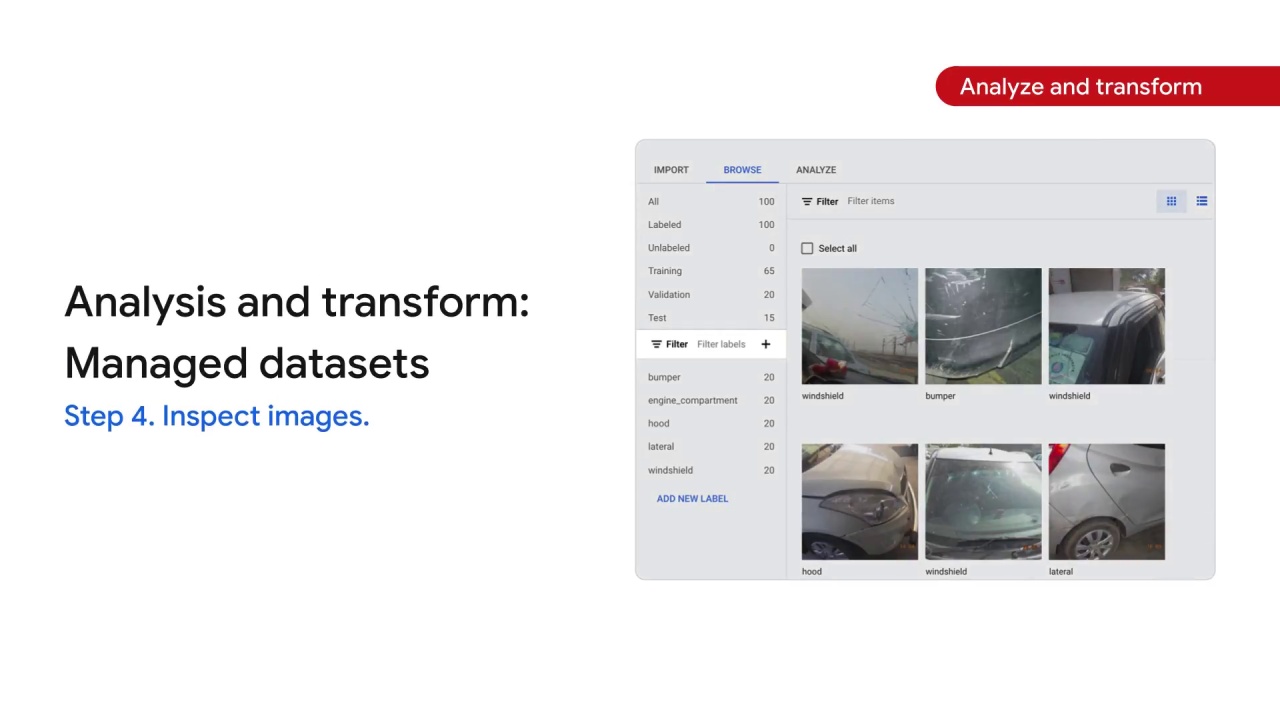 Analyze and transform
Analysis and transform:
Managed datasets
Step 4. Inspect images.
IMPORT BROWSE ANALYZE
All 100
Labeled 100
Unlabeled 0
Training 65
Validation 20
Test 15
Filter Filter labels +
bumper 20
engine_compartment 20
hood 20
lateral 20
windshield 20
ADD NEW LABEL
Filter Filter items
Select all
windshield bumper windshield
hood windshield lateral